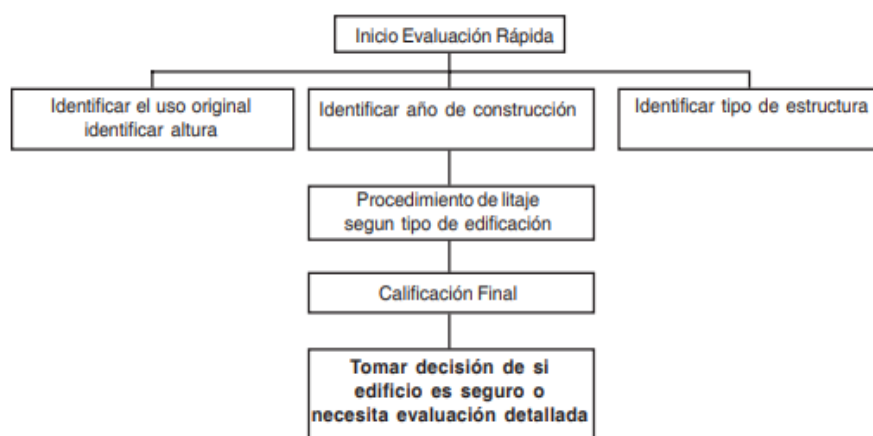 Inicio Evaluación Rápida
Identificar el uso original
identificar altura
Identificar año de construcción
Identificar tipo de estructura
Procedimiento de litaje
segun tipo de edificación
Calificación Final
Tomar decisión de si
edificio es seguro o
necesita evaluación detallada